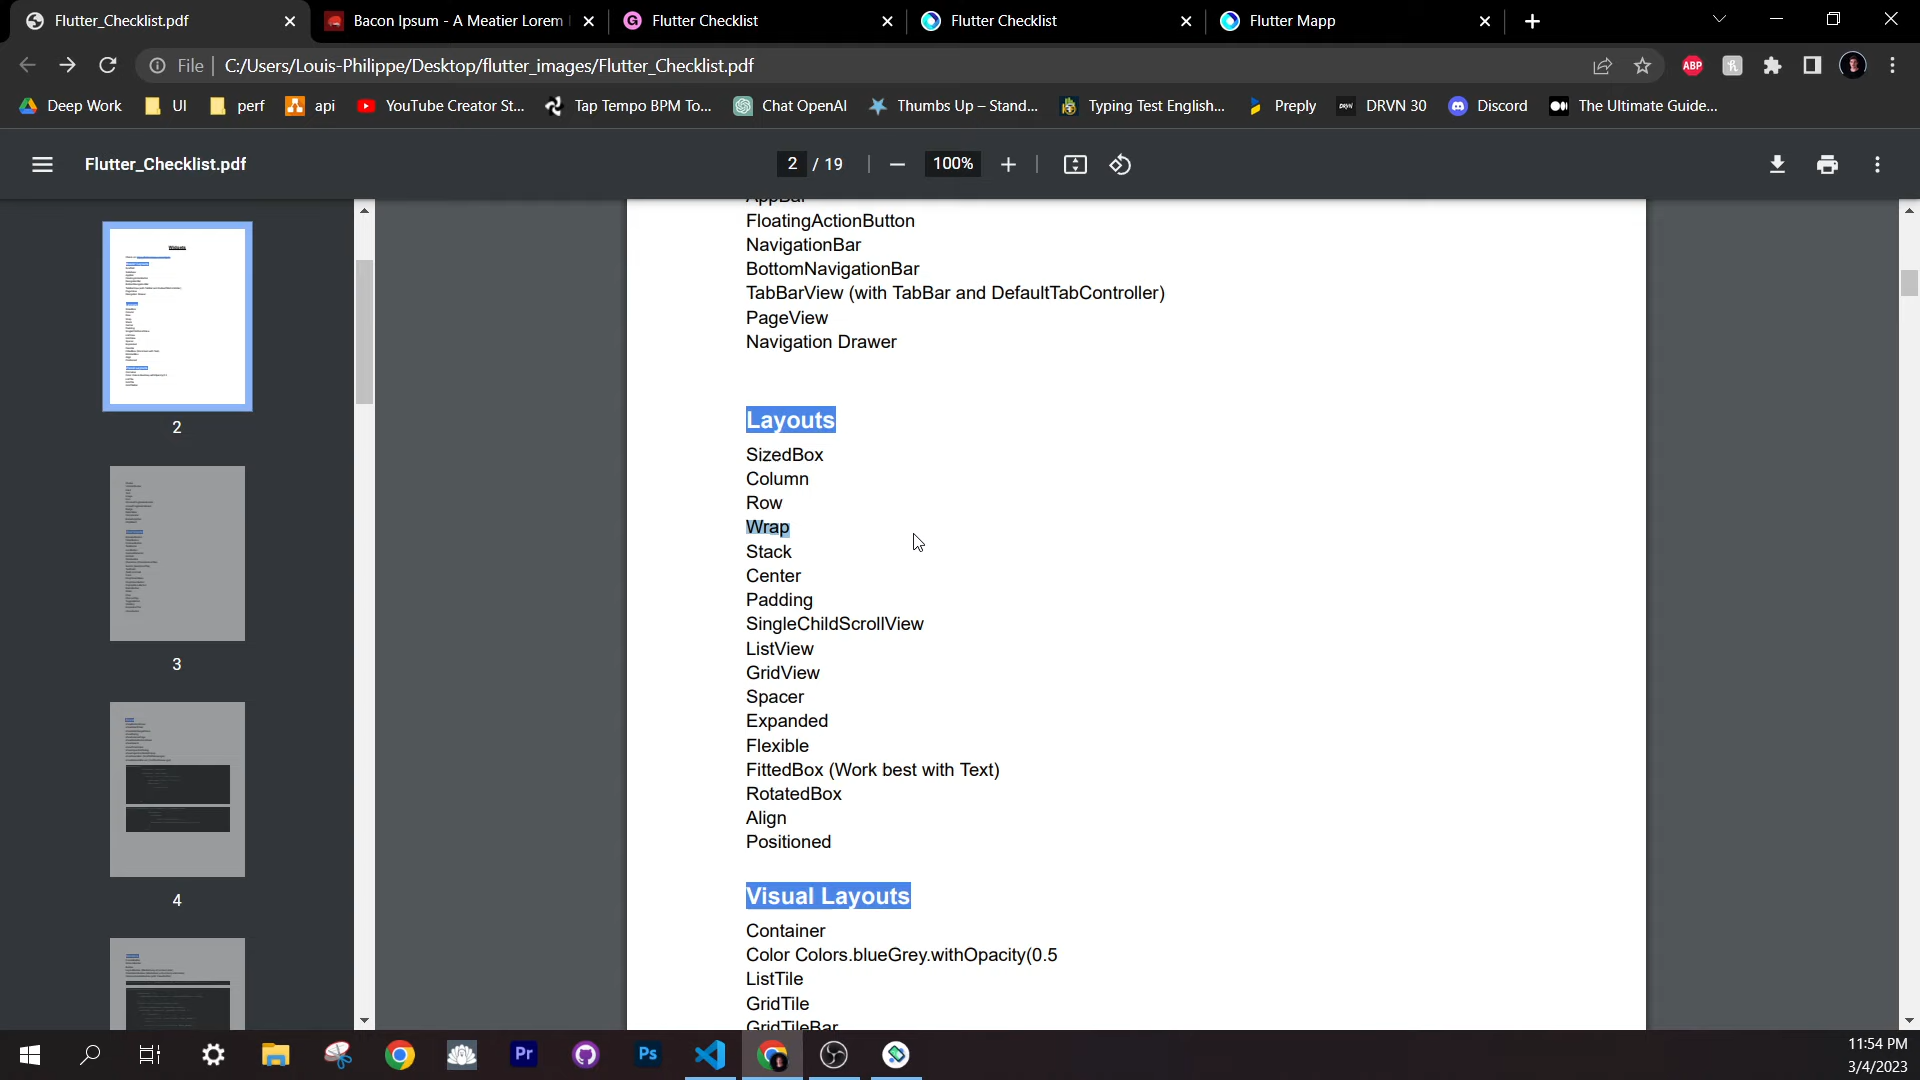 Flutter_Checklist.pdf
Bacon Ipsum - A Meatier Lorem
Flutter Checklist
Flutter Checklist
Flutter Mapp
File
C:/Users/Louis-Philippe/Desktop/flutter_images/Flutter_Checklist.pdf
ABP
Deep Work
UI
perf
api
YouTube Creator St...
Tap Tempo BPM To...
Chat OpenAI
Thumbs Up – Stand...
Typing Test English...
Preply
DRVN 30
Discord
The Ultimate Guide...
Flutter_Checklist.pdf
2 / 19
100%
2
3
4
AppBar
FloatingActionButton
NavigationBar
BottomNavigationBar
TabBarView (with TabBar and DefaultTabController)
PageView
Navigation Drawer
Layouts
SizedBox
Column
Row
Wrap
Stack
Center
Padding
SingleChildScrollView
ListView
GridView
Spacer
Expanded
Flexible
FittedBox (Work best with Text)
RotatedBox
Align
Positioned
Visual Layouts
Container
Color Colors.blueGrey.withOpacity(0.5
ListTile
GridTile
GridTileBar
Pr
Ps
11:54 PM
3/4/2023